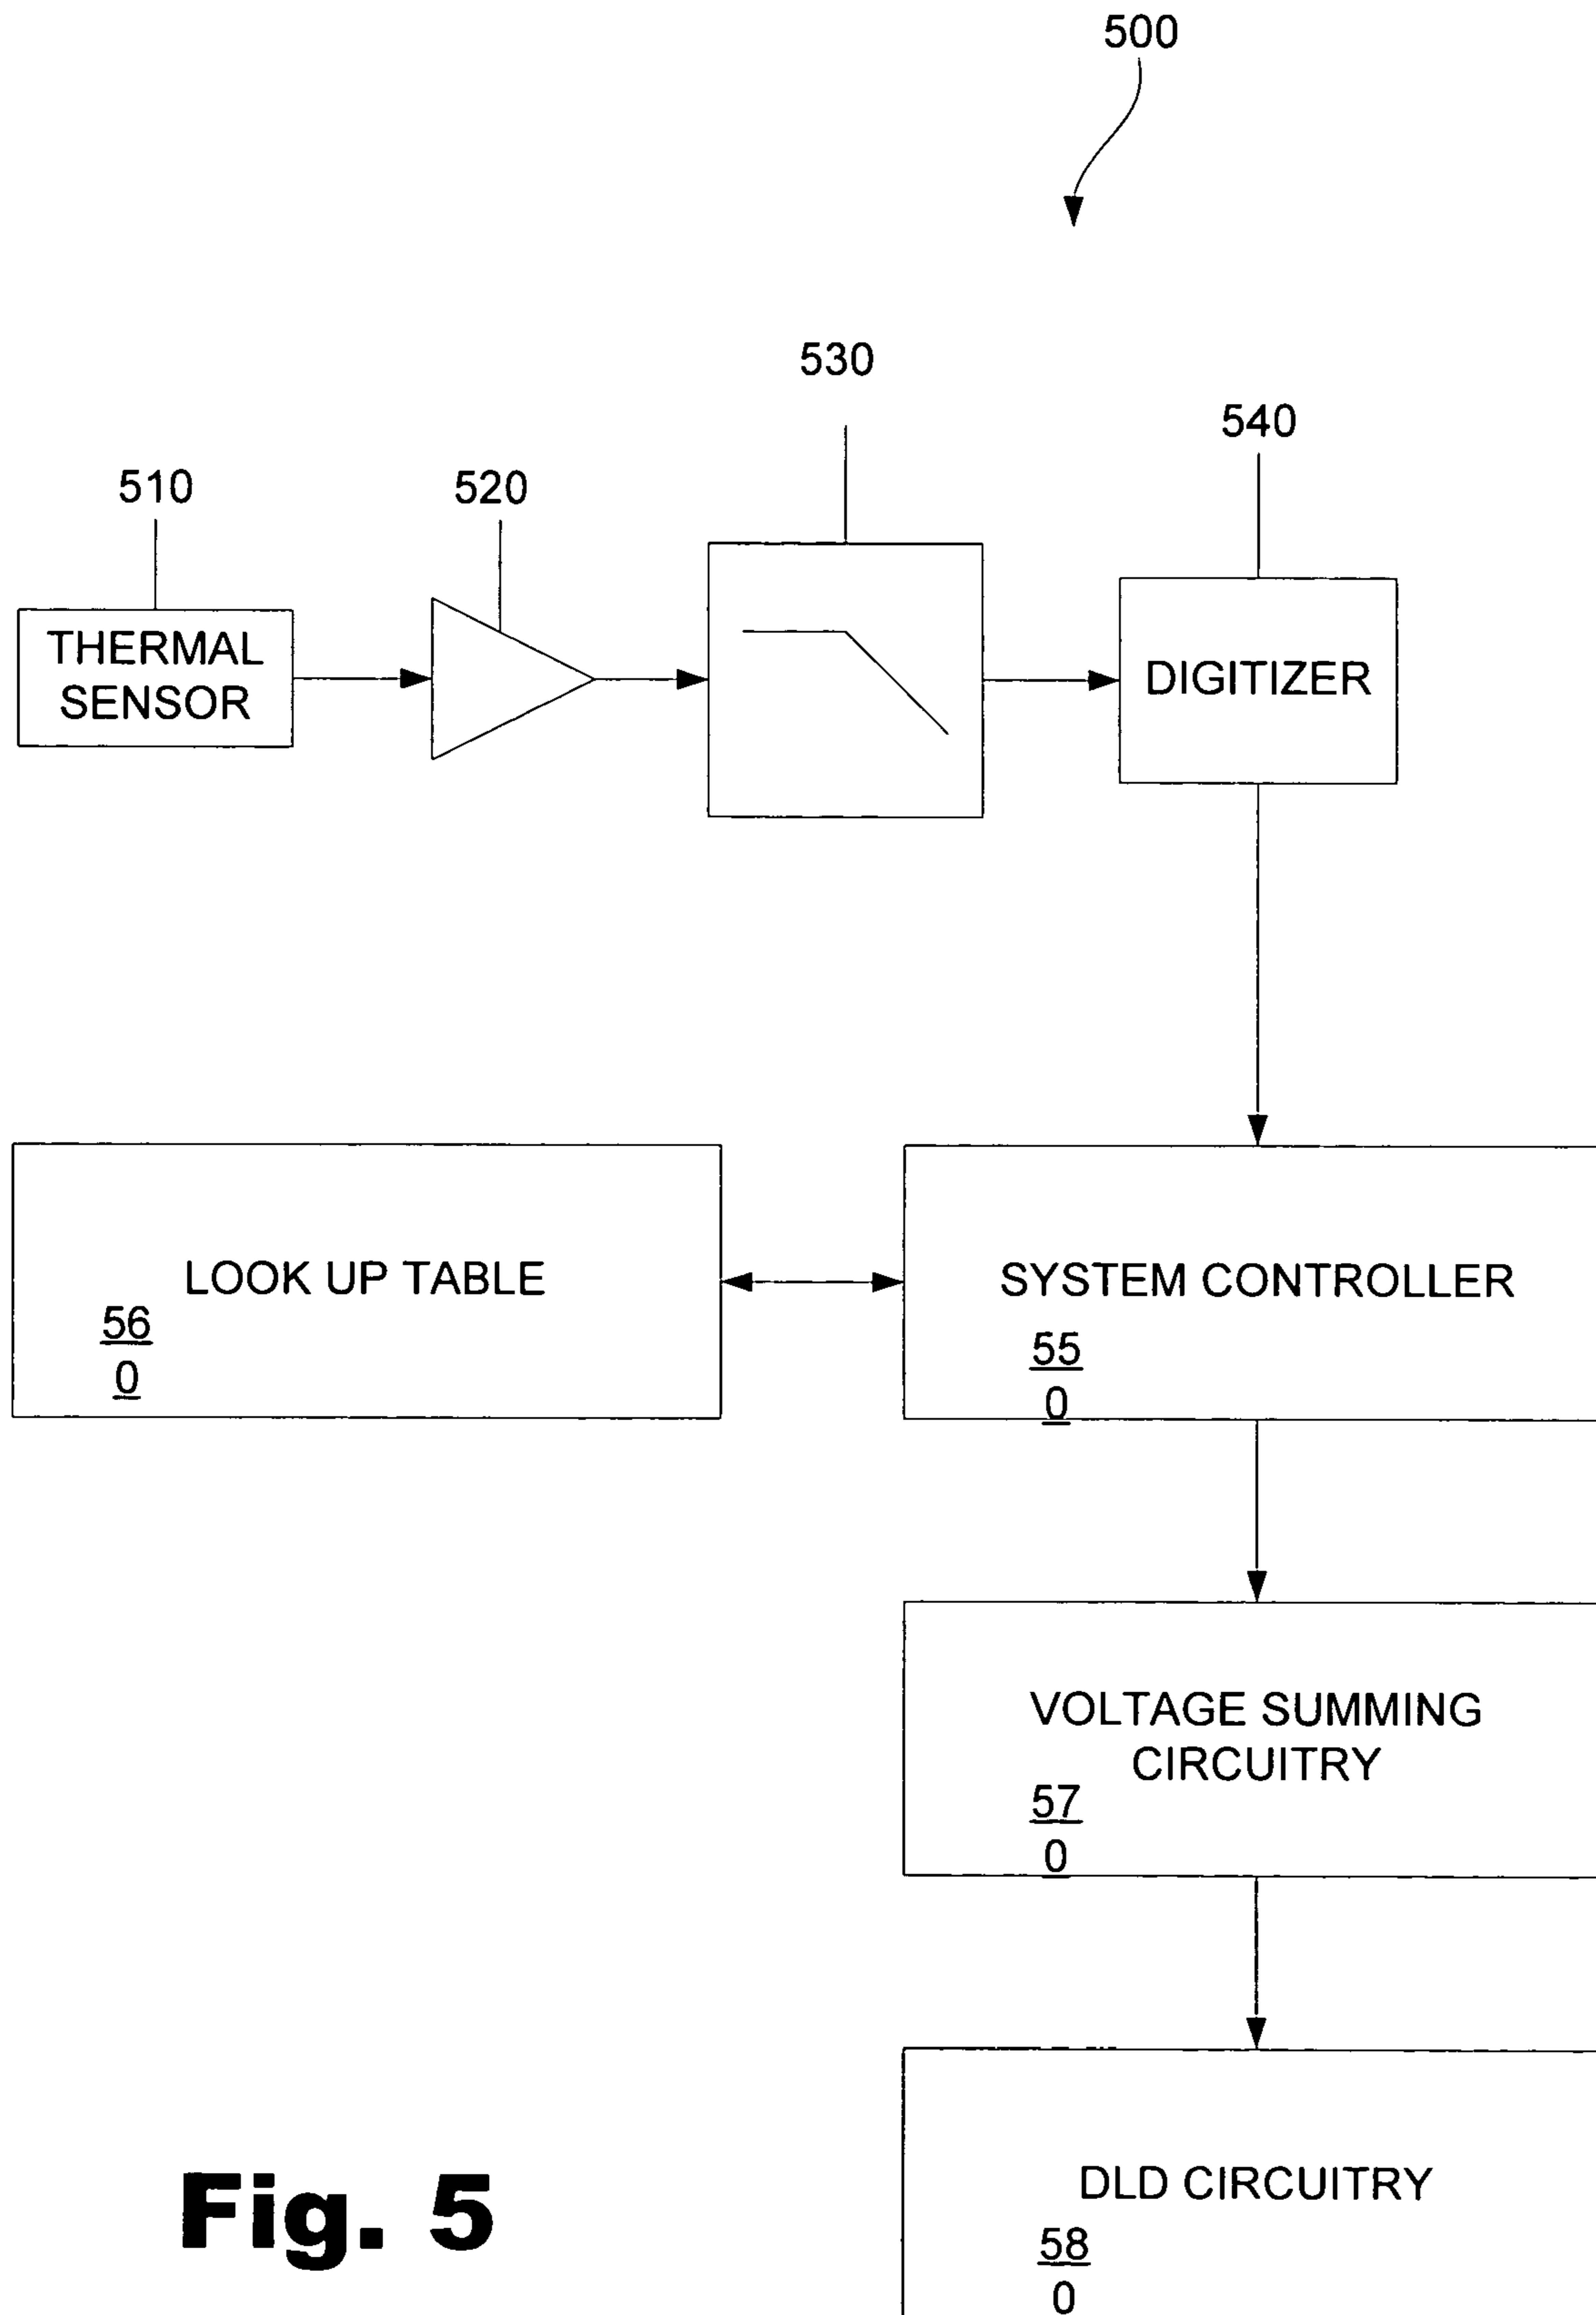 500
530
540
510
520
THERMAL
SENSOR
DIGITIZER
LOOK UP TABLE
56
0
SYSTEM CONTROLLER
55
0
VOLTAGE SUMMING
CIRCUITRY
57
0
DLD CIRCUITRY
58
0
Fig. 5